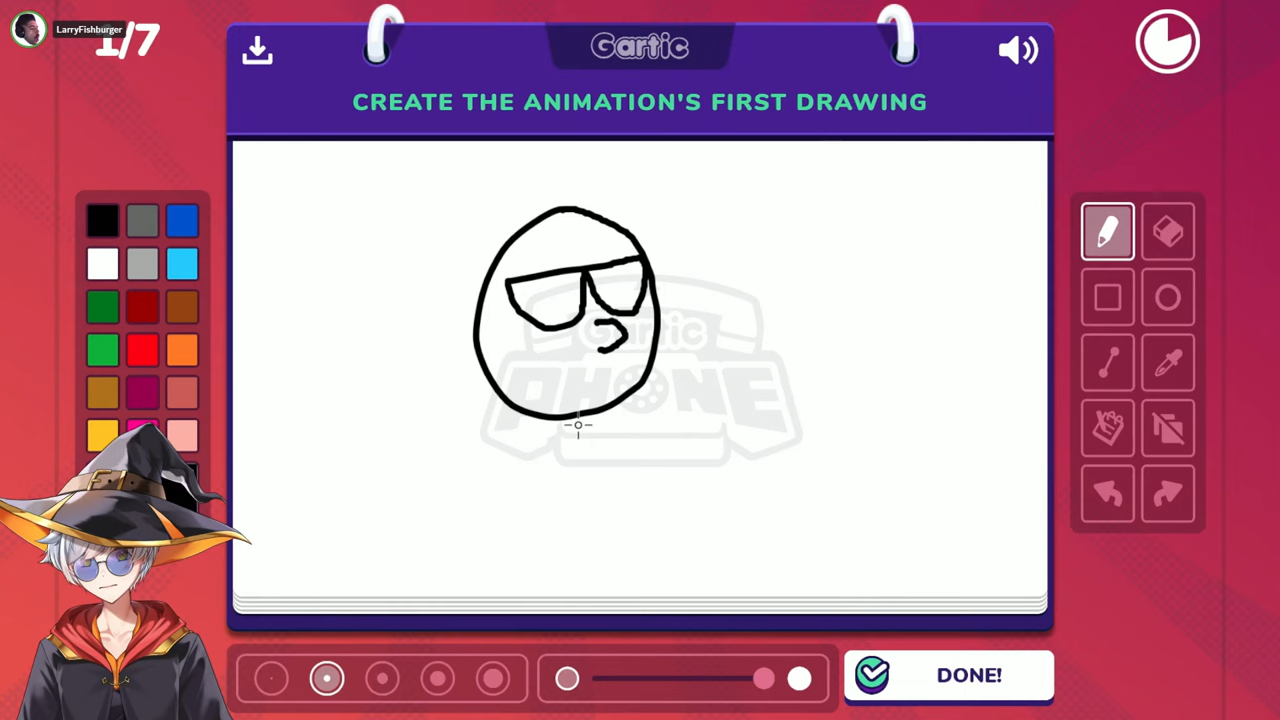 LarryFishburger
1/7
Gartic
CREATE THE ANIMATION'S FIRST DRAWING
Gartic
PHONE
DONE!